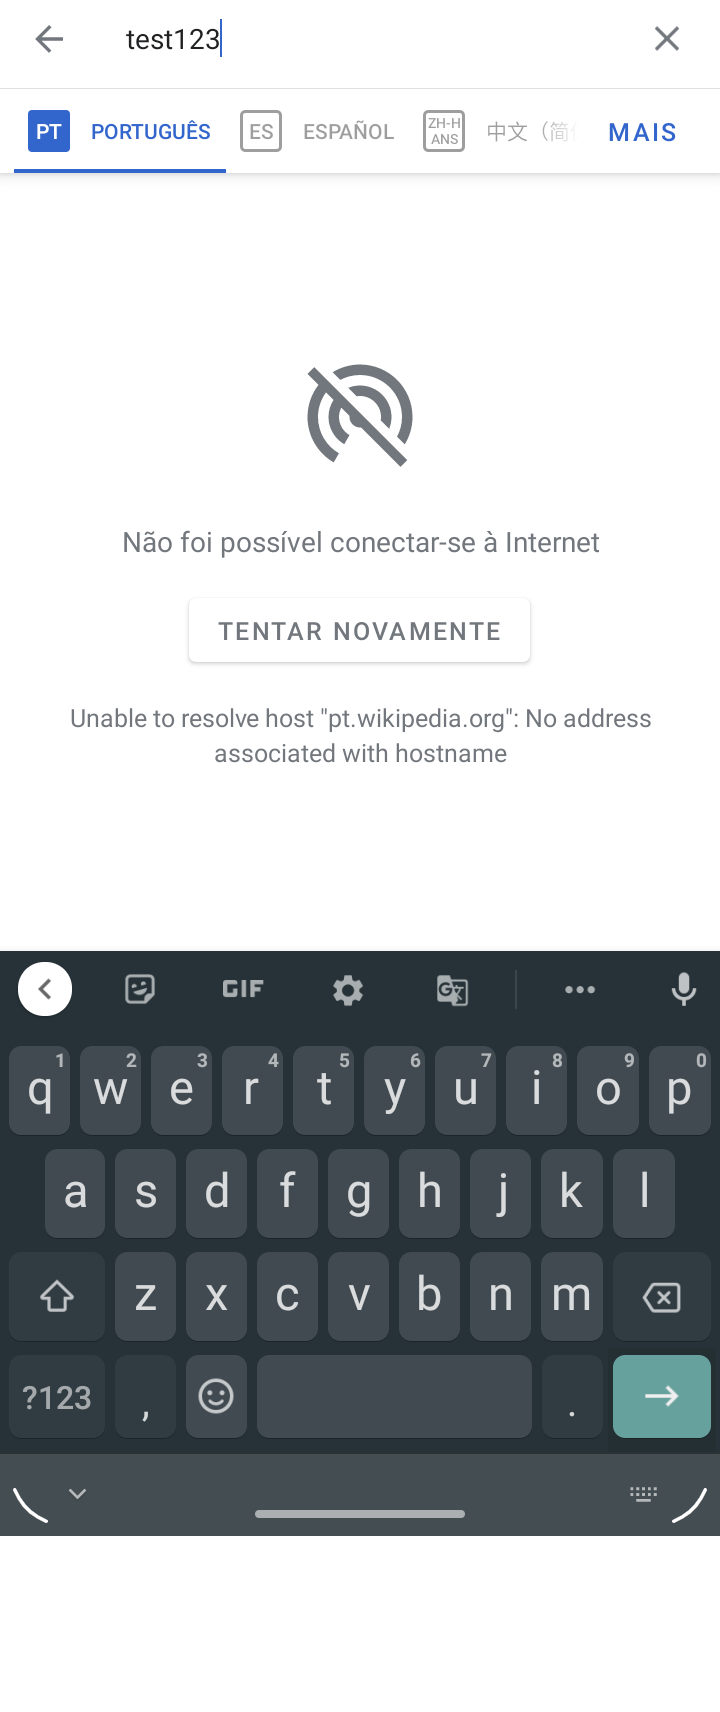 test123
PT PORTUGUÊS ES ESPAÑOL ZH-H
ANS 中文（简 MAIS
Não foi possível conectar-se à Internet
TENTAR NOVAMENTE
Unable to resolve host "pt.wikipedia.org": No address
associated with hostname
GIF
1 2 3 4 5 6 7 8 9 0
q w e r t y u i o p
a s d f g h j k l
z x c v b n m
?123 , .